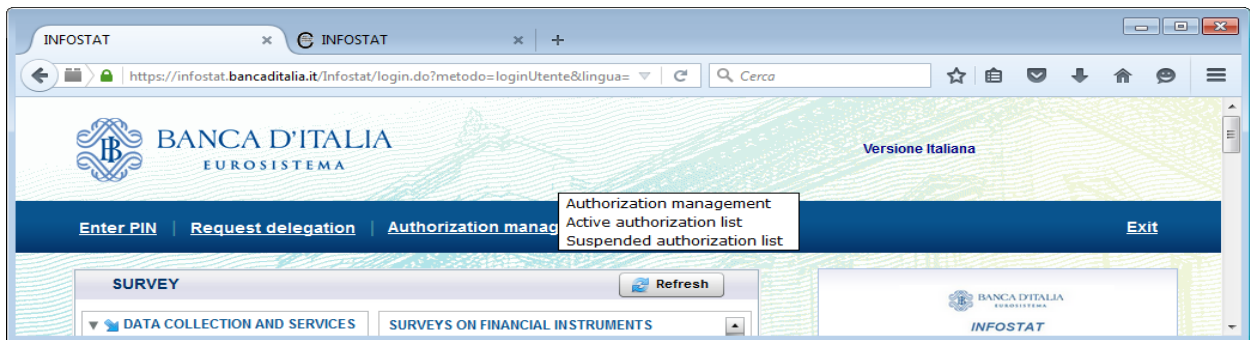 INFOSTAT
INFOSTAT
https://infostat.bancaditalia.it/Infostat/login.do?metodo=loginUtente&lingua=
Cerca
BANCA D'ITALIA
EUROSISTEMA
Versione Italiana
Authorization management
Active authorization list
Suspended authorization list
Enter PIN | Request delegation | Authorization manag
Exit
SURVEY
Refresh
BANCA D'ITALIA
EUROSISTEMA
INFOSTAT
DATA COLLECTION AND SERVICES
SURVEYS ON FINANCIAL INSTRUMENTS